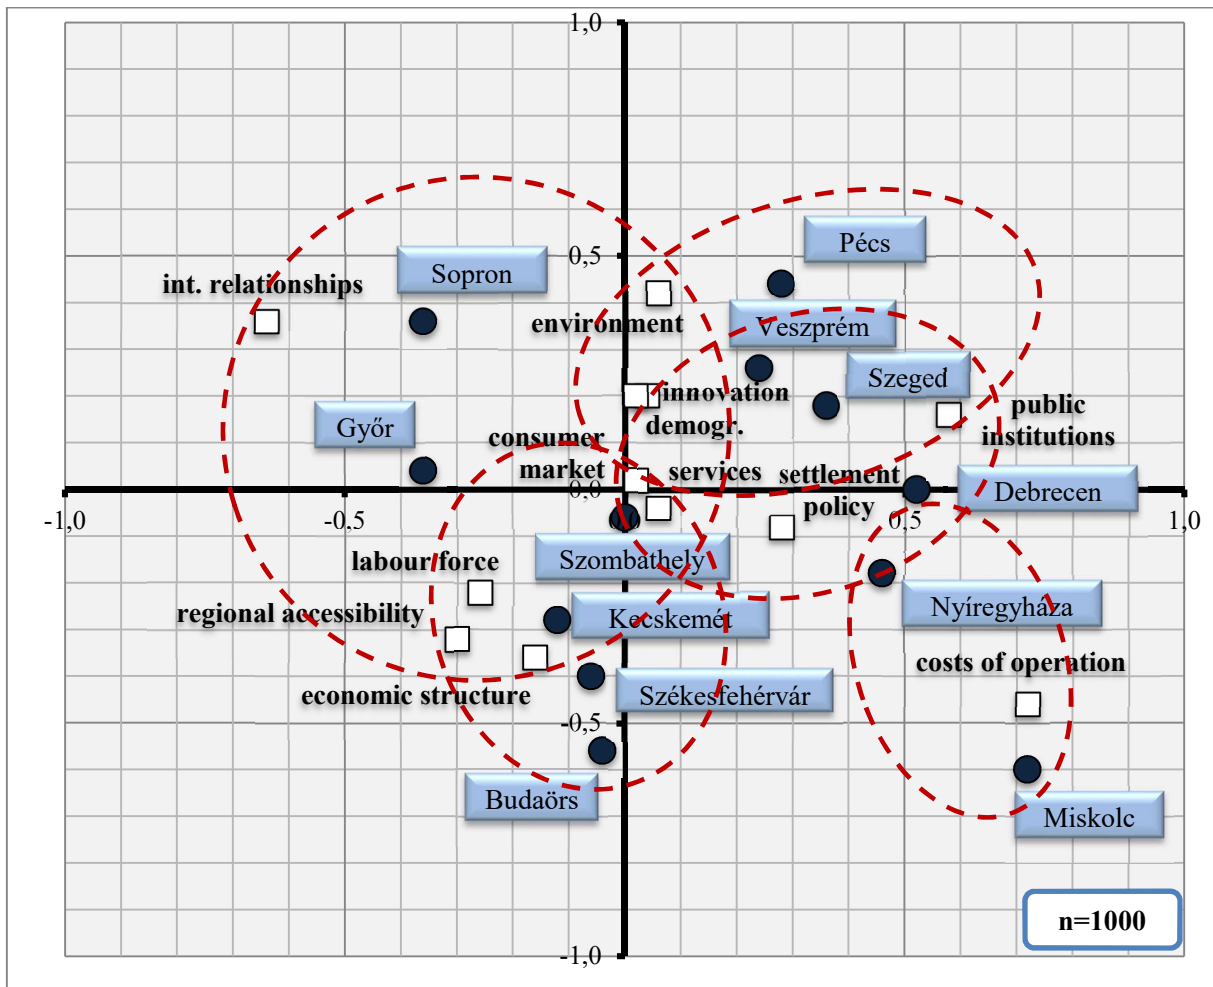 1,0
Pécs
0,5
Sopron
int. relationships
environment
Veszprém
Szeged
innovation
demogr.
public
institutions
Győr
consumer
market
services
settlement
policy
0,0
Debrecen
-1,0
-0,5
0,5
1,0
labour force
Szombathely
regional accessibility
Kecskemét
Nyíregyháza
costs of operation
economic structure
Székesfehérvár
-0,5
Budaörs
Miskolc
n=1000
-1,0